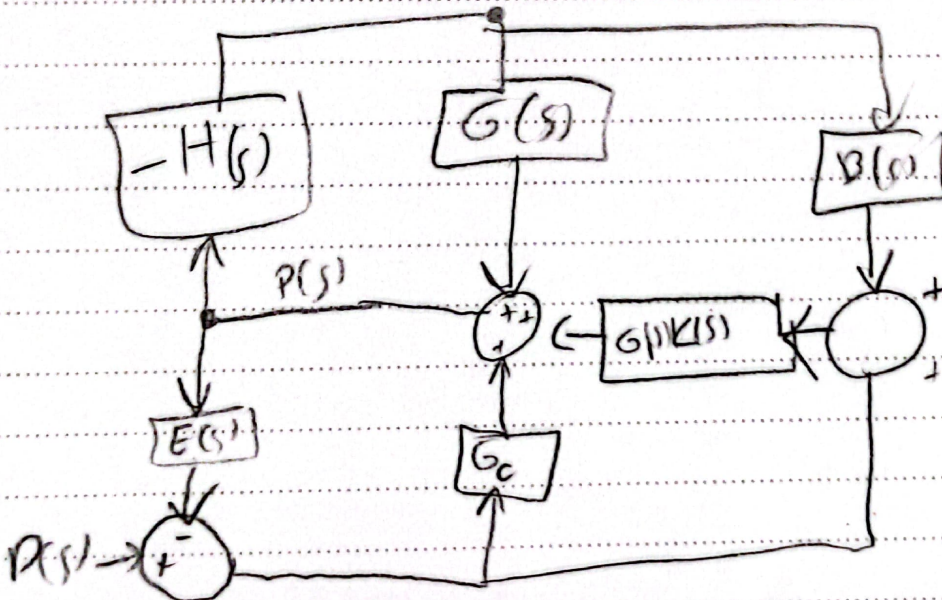 -H(s)
G(s)
B(s)
P(s)
++
+
G(s)K(s)
+
+
E(s)
Gc
D(s)
+
-